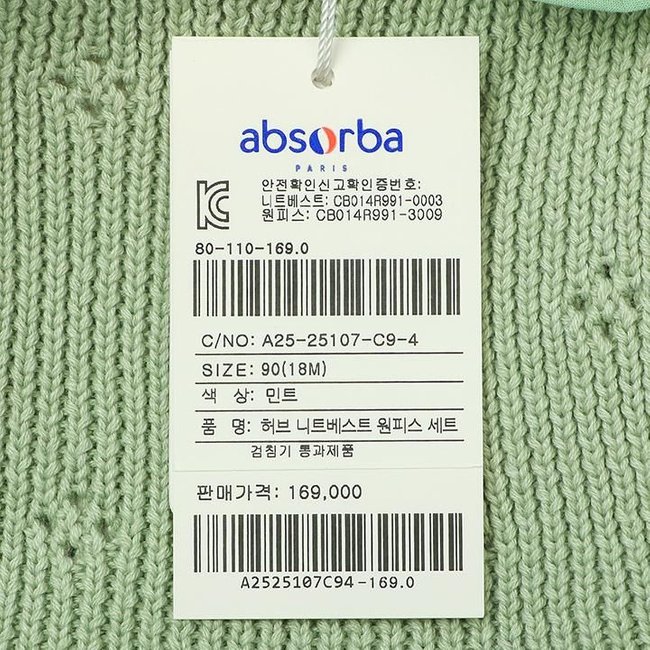 absorba
PARIS
안전확인신고확인증번호:
니트베스트: CB014R991-0003
원피스: CB014R991-3009
80-110-169.0
C/NO: A25-25107-C9-4
SIZE: 90(18M)
색 상: 민트
품 명: 허브 니트베스트 원피스 세트
검침기 통과제품
판매가격: 169,000
A2525107C94-169.0